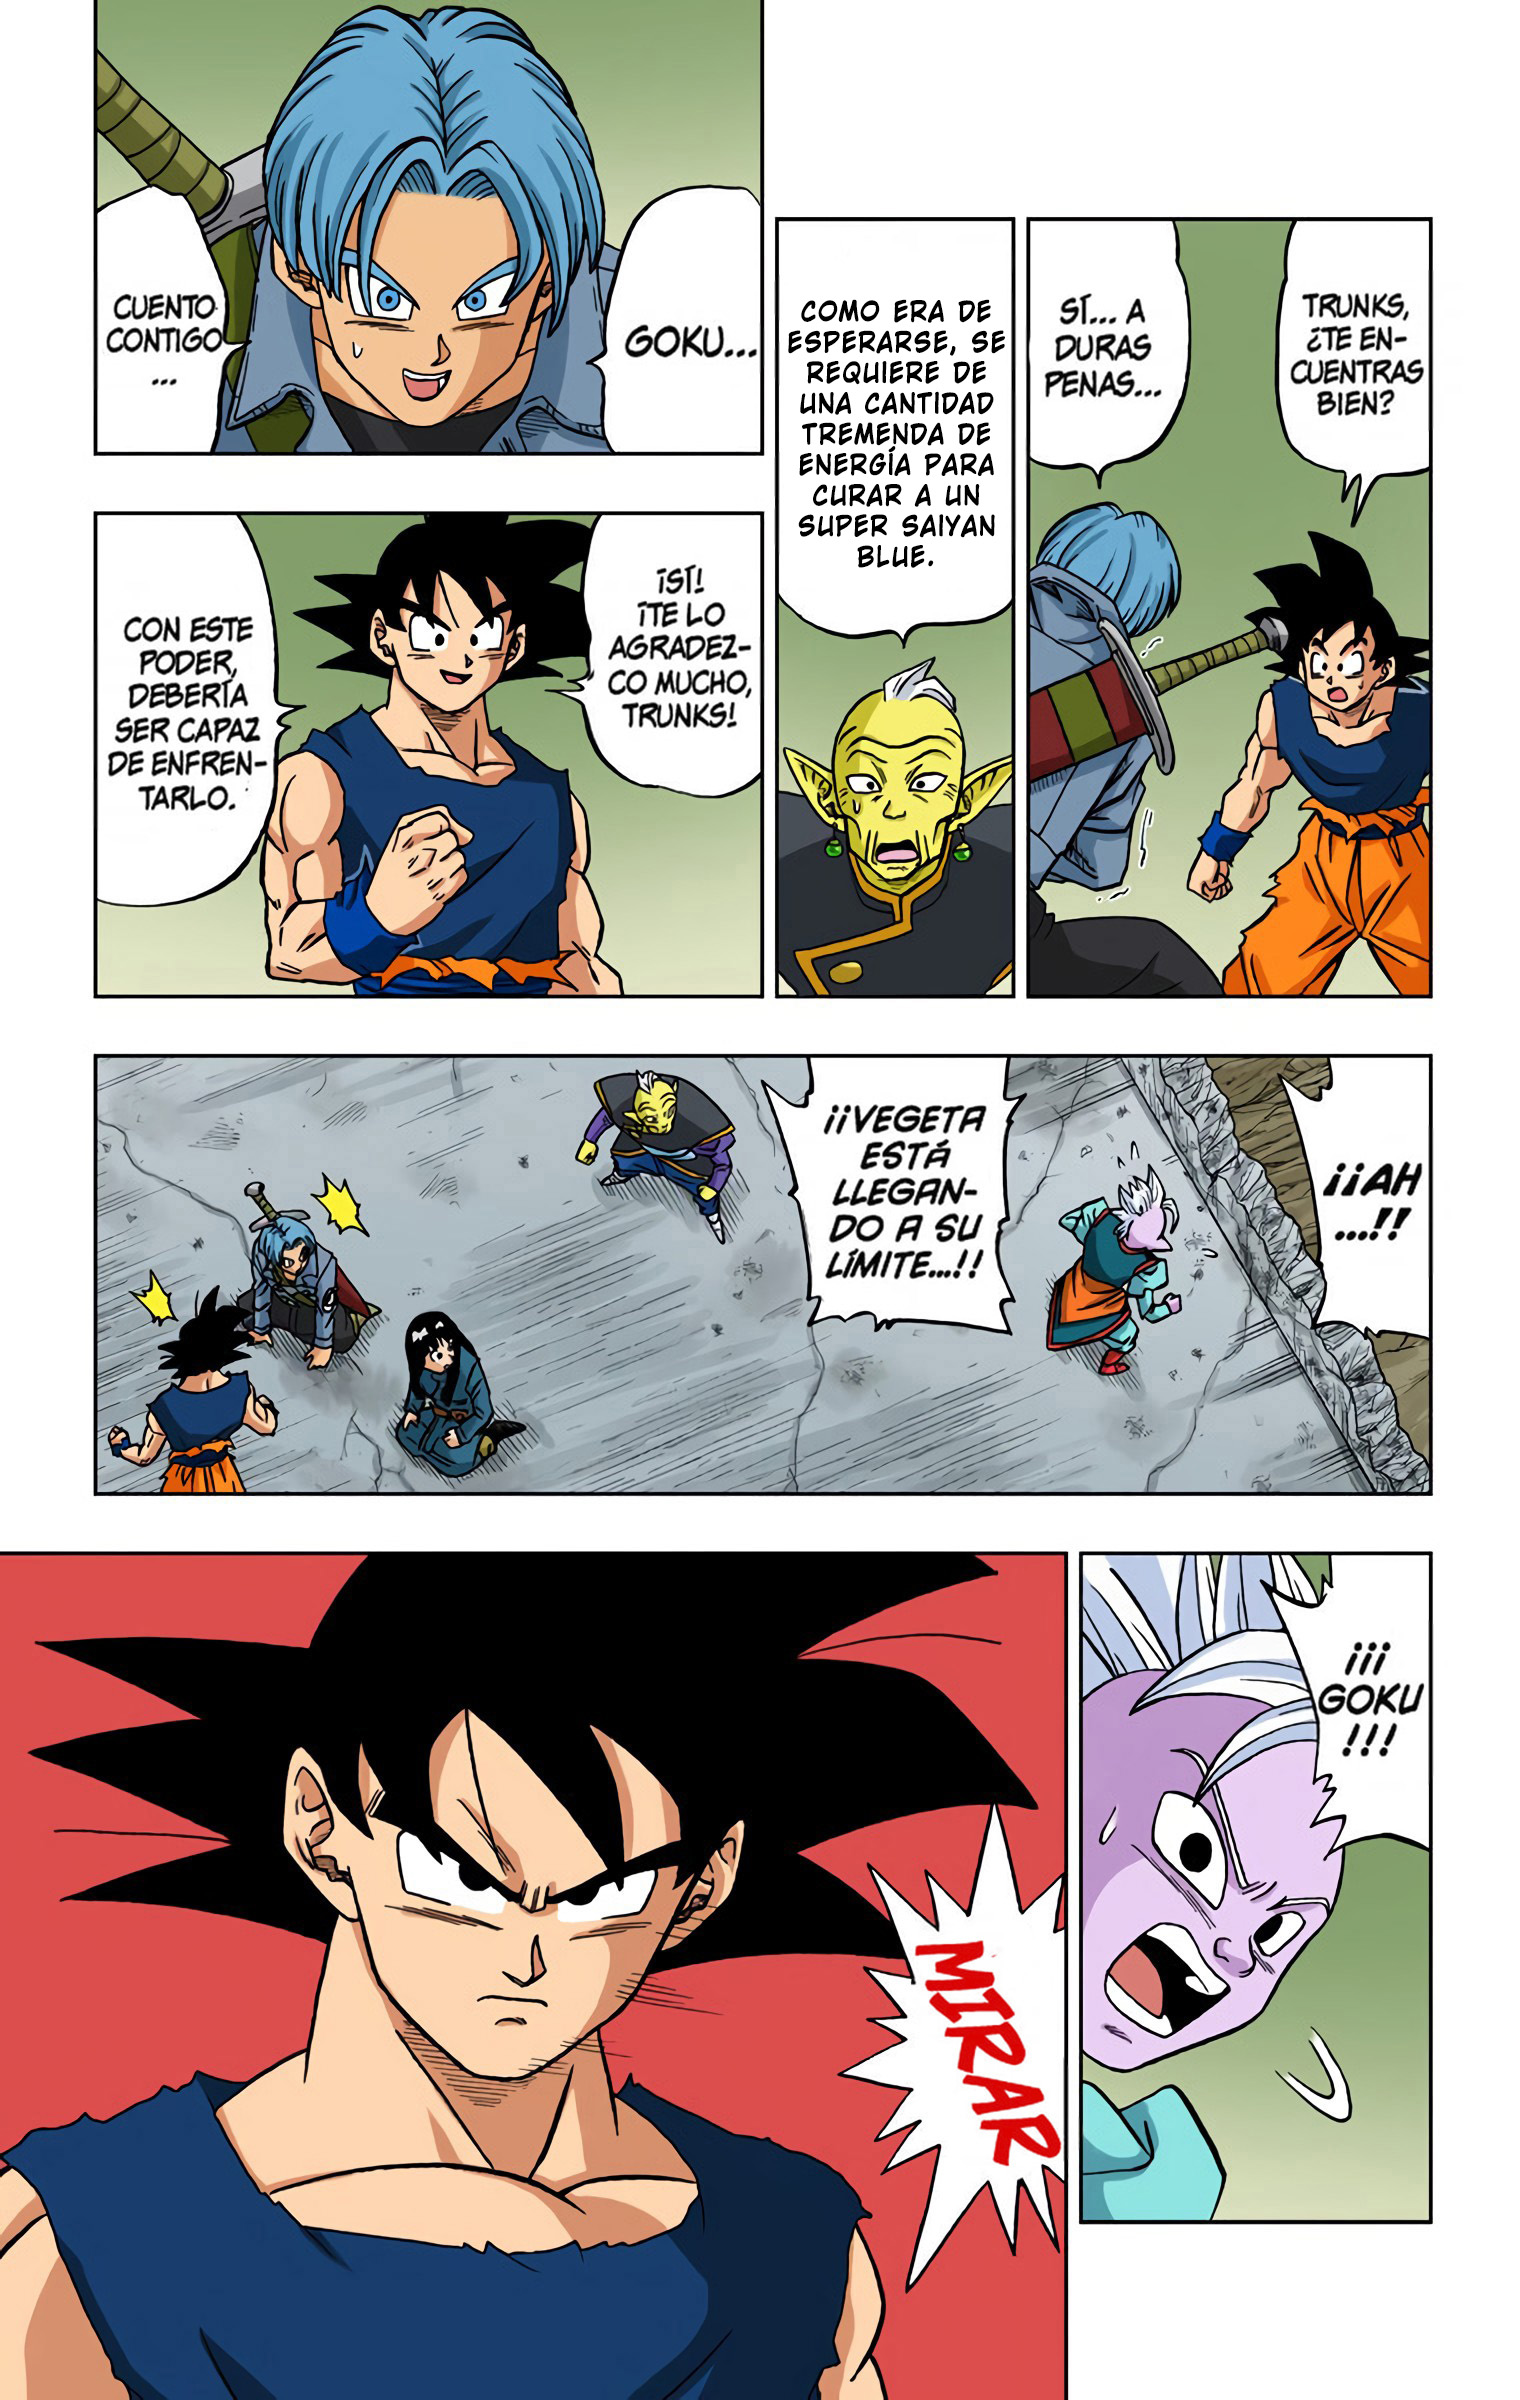 TRUNKS,
¿TE EN-
CUENTRAS
BIEN?
SÍ... A
DURAS
PENAS...
COMO ERA DE
ESPERARSE, SE
REQUIERE DE
UNA CANTIDAD
TREMENDA DE
ENERGÍA PARA
CURAR A UN
SUPER SAIYAN
BLUE.
GOKU...
CUENTO
CONTIGO
...
¡SÍ!
¡TE LO
AGRADEZ-
CO MUCHO,
TRUNKS!
CON ESTE
PODER,
DEBERÍA
SER CAPAZ
DE ENFREN-
TARLO.
¡¡AH
....!!
¡¡VEGETA
ESTÁ
LLEGAN-
DO A SU
LÍMITE...!!
¡¡¡
GOKU
!!!
MIRAR